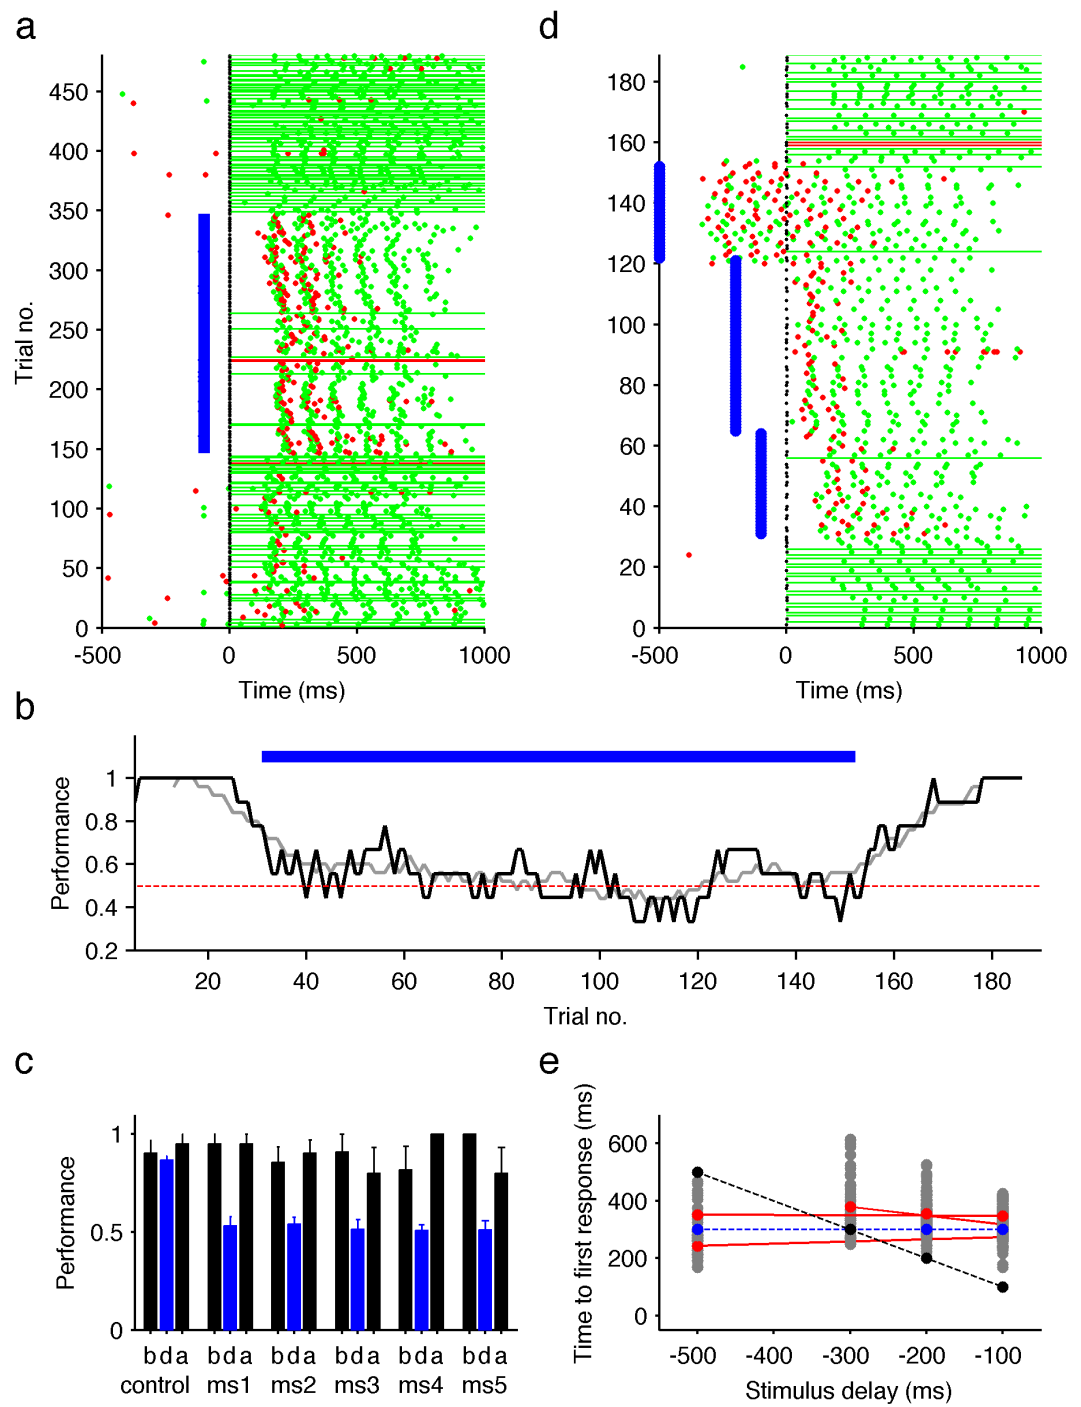 a
450
400
350
300
250
200
150
100
50
0
Trial no.
-500 0 500 1000
Time (ms)
d
180
160
140
120
100
80
60
40
20
0
-500 0 500 1000
Time (ms)
b
1
0.8
0.6
0.4
0.2
Performance
20 40 60 80 100 120 140 160 180
Trial no.
c
1
0.5
0
Performance
b d a b d a b d a b d a b d a b d a
control ms1 ms2 ms3 ms4 ms5
e
600
400
200
0
Time to first response (ms)
-500 -400 -300 -200 -100
Stimulus delay (ms)